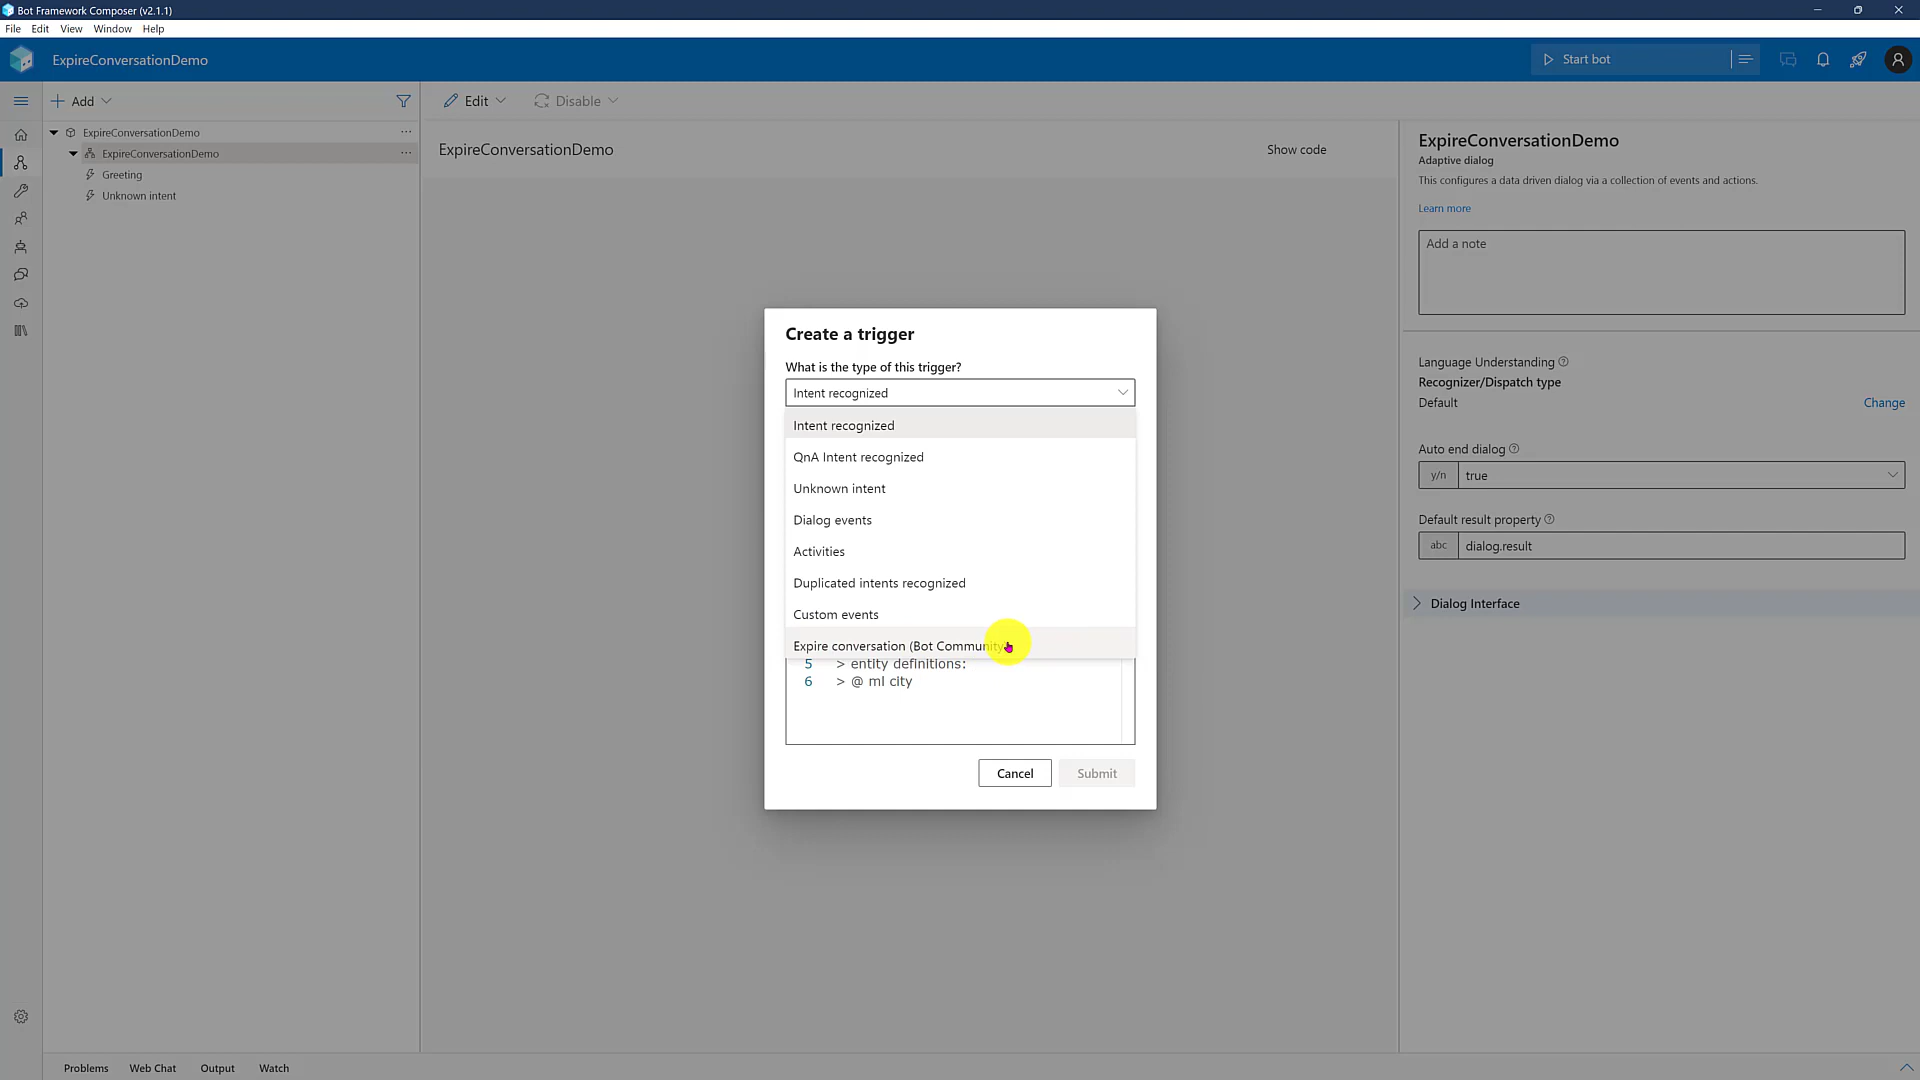 Bot Framework Composer (v2.1.1)
File Edit View Window Help
ExpireConversationDemo
Start bot
Add
Edit
Disable
ExpireConversationDemo
ExpireConversationDemo
Greeting
Unknown intent
ExpireConversationDemo
Show code
Create a trigger
What is the type of this trigger?
Intent recognized
Intent recognized
QnA Intent recognized
Unknown intent
Dialog events
Activities
Duplicated intents recognized
Custom events
Expire conversation (Bot Community)
5 > entity definitions:
6 > @ ml city
Cancel
Submit
ExpireConversationDemo
Adaptive dialog
This configures a data driven dialog via a collection of events and actions.
Learn more
Add a note
Language Understanding
Recognizer/Dispatch type
Default
Change
Auto end dialog
y/n true
Default result property
abc dialog.result
Dialog Interface
Problems Web Chat Output Watch